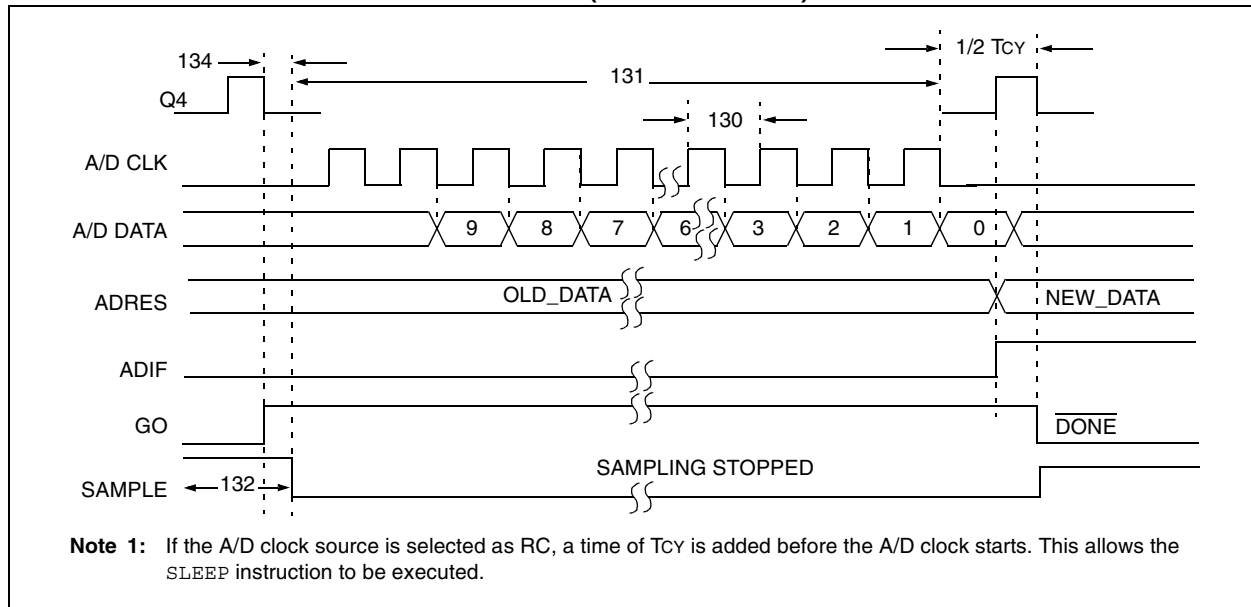 134
131
1/2 TCY
Q4
130
A/D CLK
A/D DATA
9 8 7 6 3 2 1 0
ADRES
OLD_DATA
NEW_DATA
ADIF
GO
DONE
SAMPLE
132
SAMPLING STOPPED
Note 1: If the A/D clock source is selected as RC, a time of TCY is added before the A/D clock starts. This allows the
SLEEP instruction to be executed.